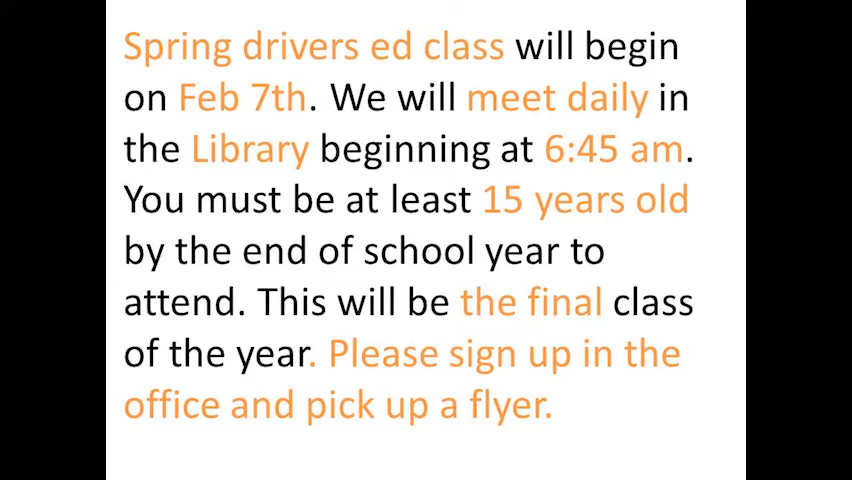 Spring drivers ed class will begin
on Feb 7th. We will meet daily in
the Library beginning at 6:45 am.
You must be at least 15 years old
by the end of school year to
attend. This will be the final class
of the year. Please sign up in the
office and pick up a flyer.